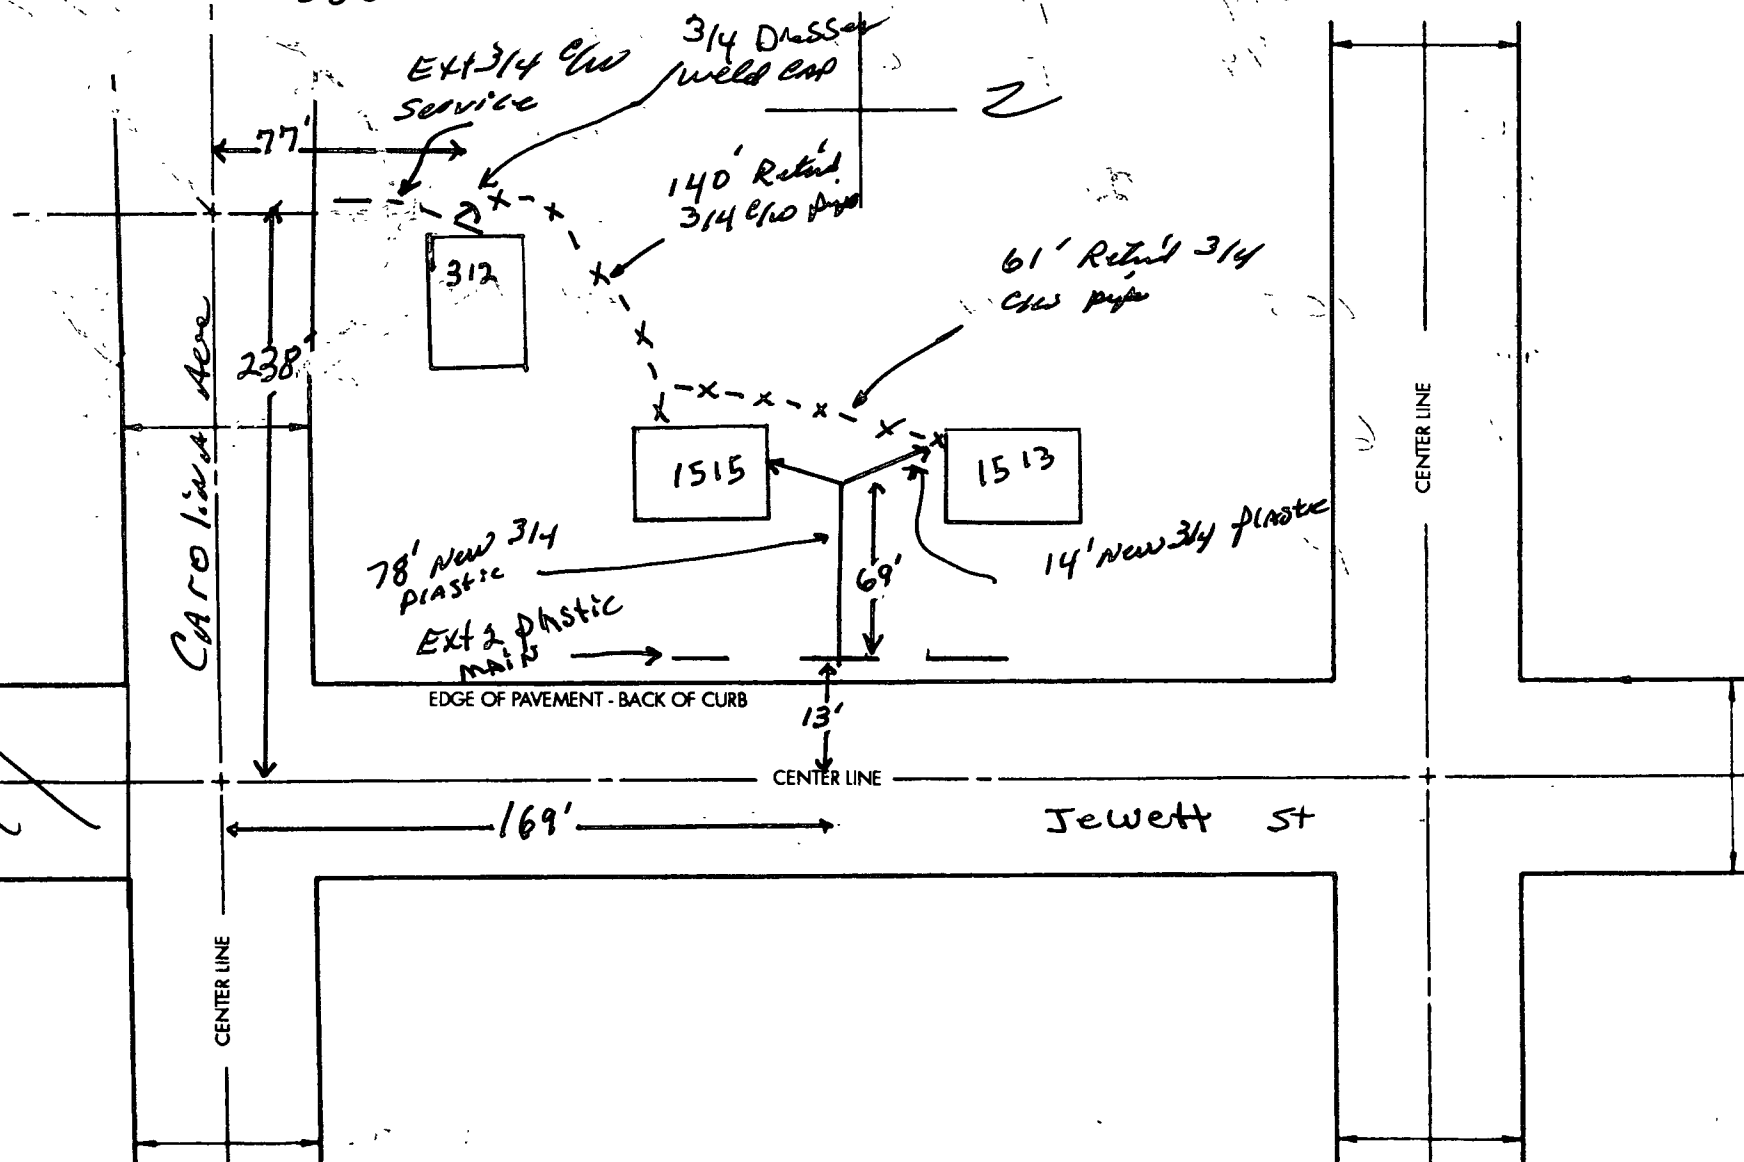 3/4 Dresser
weld cap
Ext 3/4 c/w
service
77'
140' Retird
3/4 c/w pipe
61' Retird 3/4
c/w pipe
312
238'
Carolina Ave
1515
1513
CENTER LINE
78' New 3/4
plastic
69'
14' New 3/4 plastic
Ext 2 plastic
main
EDGE OF PAVEMENT - BACK OF CURB
13'
CENTER LINE
169'
Jewett St
CENTER LINE